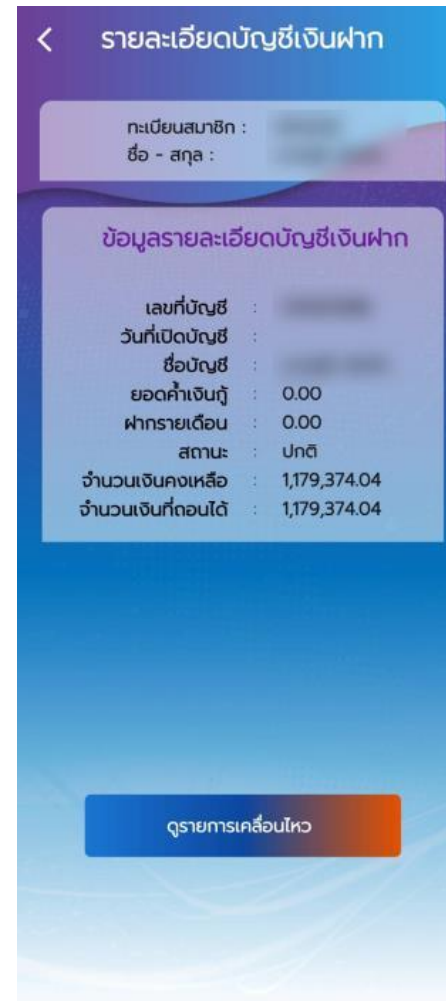 รายละเอียดบัญชีเงินฝาก
ทะเบียนสมาชิก :
ชื่อ - สกุล :
ข้อมูลรายละเอียดบัญชีเงินฝาก
เลขที่บัญชี :
วันที่เปิดบัญชี :
ชื่อบัญชี :
ยอดค้ำเงินกู้ : 0.00
ฝากรายเดือน : 0.00
สถานะ : ปกติ
จำนวนเงินคงเหลือ : 1,179,374.04
จำนวนเงินที่ถอนได้ : 1,179,374.04
ดูรายการเคลื่อนไหว